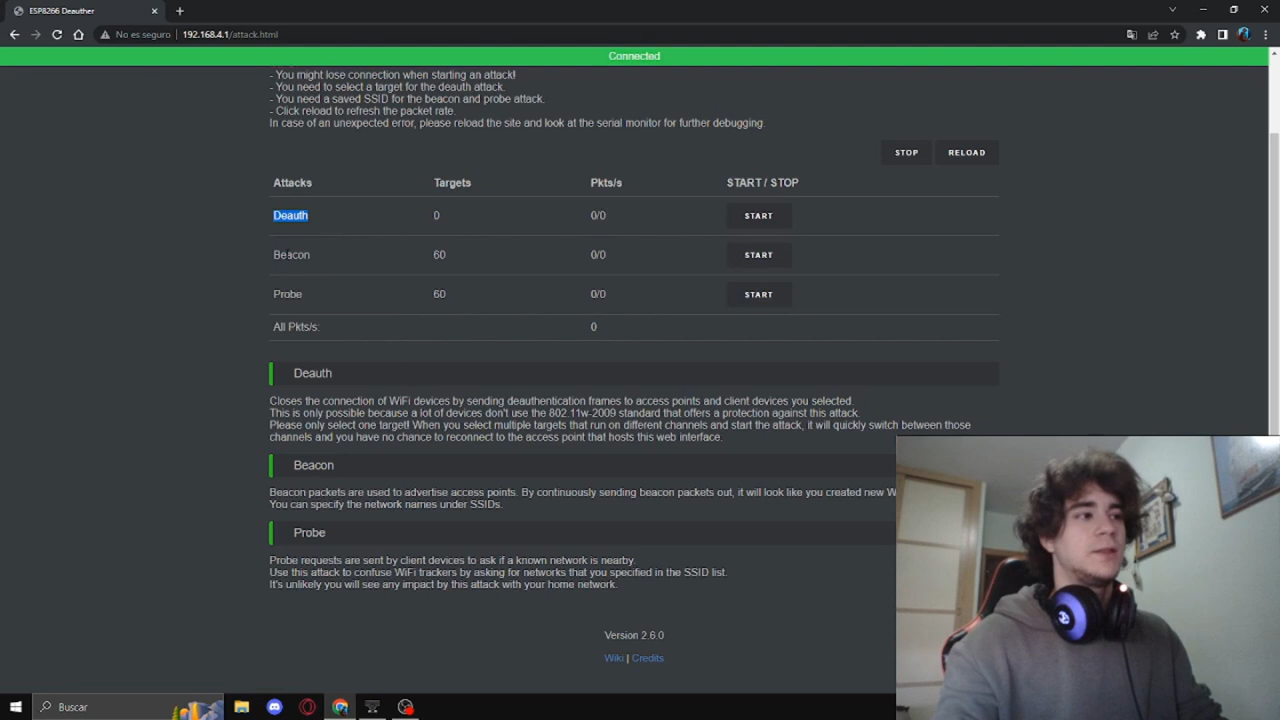 ESP8266 Deauther
No es seguro 192.168.4.1/attack.html
Connected
- You might lose connection when starting an attack!
- You need to select a target for the deauth attack.
- You need a saved SSID for the beacon and probe attack.
- Click reload to refresh the packet rate.
In case of an unexpected error, please reload the site and look at the serial monitor for further debugging.
STOP RELOAD
Attacks Targets Pkts/s START / STOP
Deauth 0 0/0 START
Beacon 60 0/0 START
Probe 60 0/0 START
All Pkts/s: 0
Deauth
Closes the connection of WiFi devices by sending deauthentication frames to access points and client devices you selected.
This is only possible because a lot of devices don't use the 802.11w-2009 standard that offers a protection against this attack.
Please only select one target! When you select multiple targets that run on different channels and start the attack, it will quickly switch between those
channels and you have no chance to reconnect to the access point that hosts this web interface.
Beacon
Beacon packets are used to advertise access points. By continuously sending beacon packets out, it will look like you created new W
You can specify the network names under SSIDs.
Probe
Probe requests are sent by client devices to ask if a known network is nearby.
Use this attack to confuse WiFi trackers by asking for networks that you specified in the SSID list.
It's unlikely you will see any impact by this attack with your home network.
Version 2.6.0
Wiki | Credits
Buscar